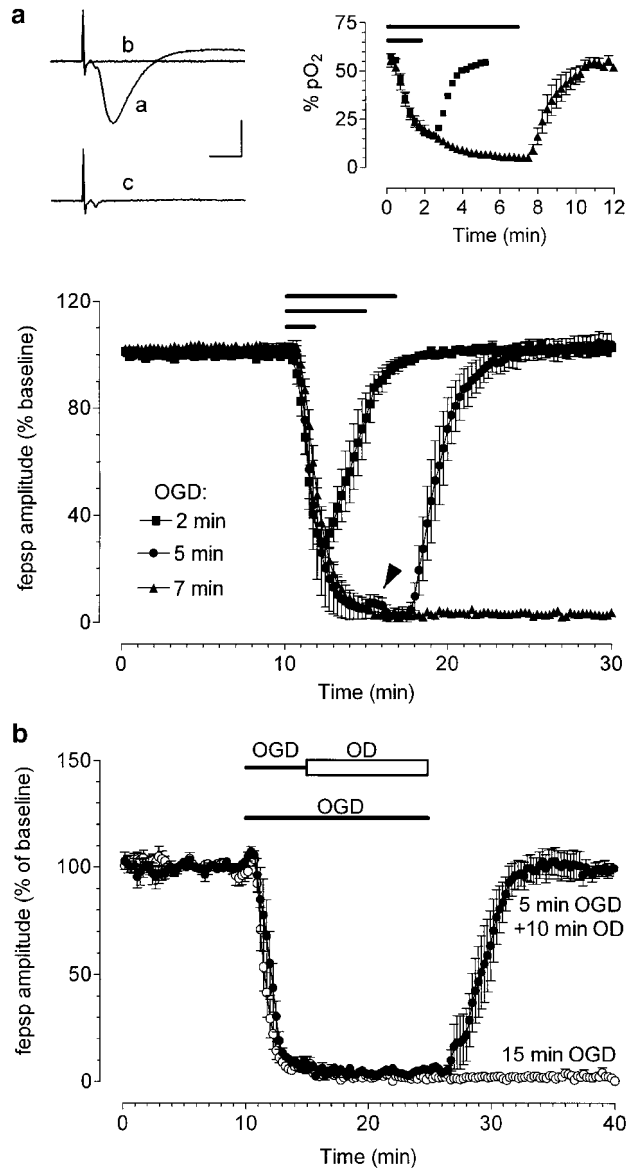 a
b
a
c
% pO2
75
50
25
0
0 2 4 6 8 10 12
Time (min)
fepsp amplitude (% baseline)
120
80
40
0
OGD:
2 min
5 min
7 min
0 10 20 30
Time (min)
b
fepsp amplitude (% of baseline)
150
100
50
0
OGD OD
OGD
5 min OGD
+10 min OD
15 min OGD
0 10 20 30 40
Time (min)